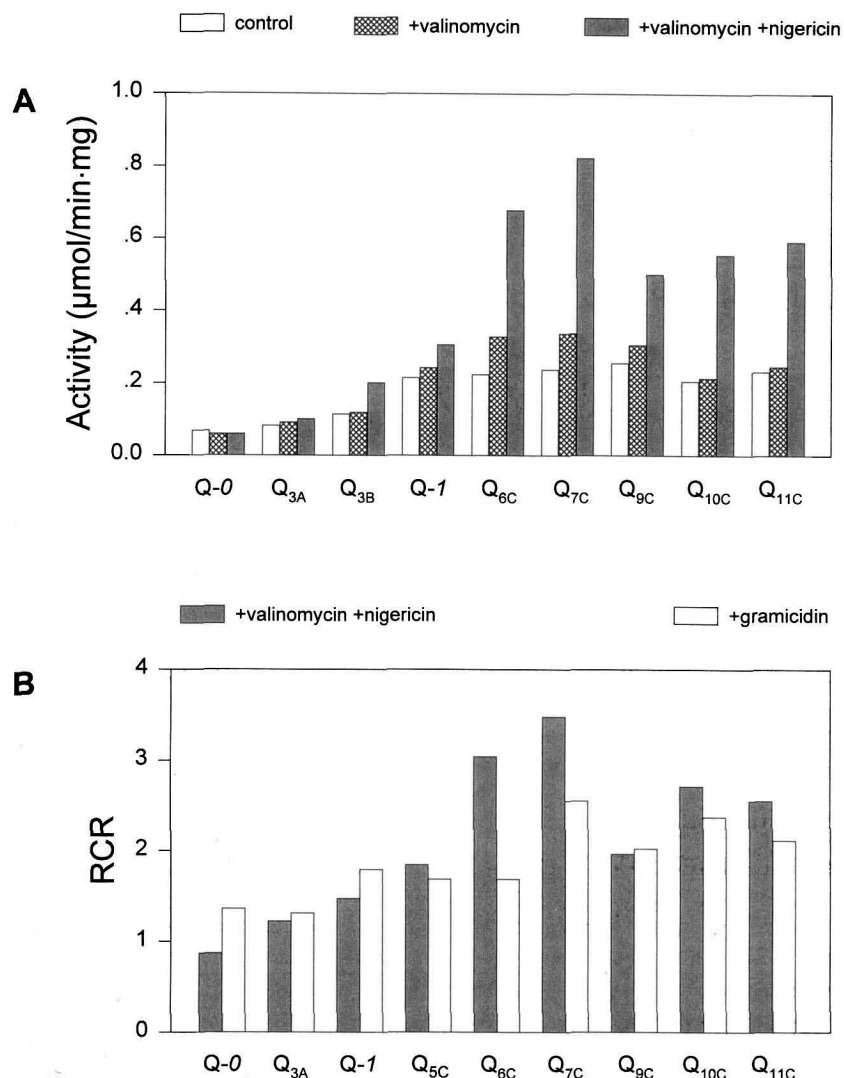 control +valinomycin +valinomycin +nigericin
A
Activity (µmol/min·mg)
1.0
.8
.6
.4
.2
0.0
Q-0 Q3A Q3B Q-1 Q6C Q7C Q9C Q10C Q11C
+valinomycin +nigericin +gramicidin
B
RCR
4
3
2
1
0
Q-0 Q3A Q-1 Q5C Q6C Q7C Q9C Q10C Q11C